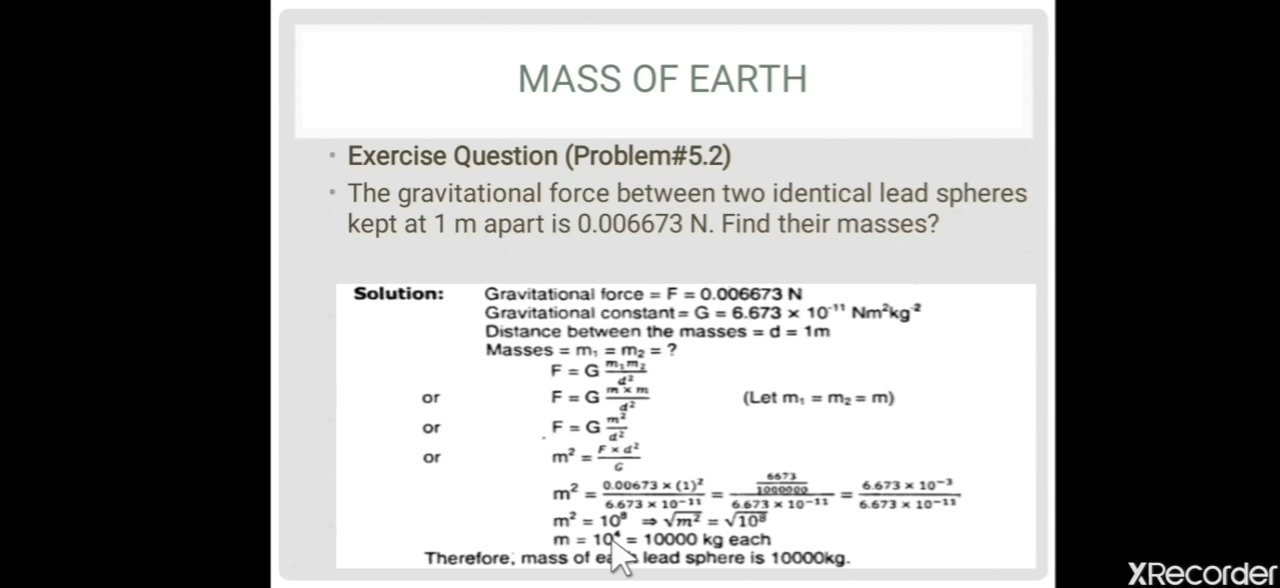 MASS OF EARTH
• Exercise Question (Problem#5.2)
• The gravitational force between two identical lead spheres
kept at 1 m apart is 0.006673 N. Find their masses?
Solution: Gravitational force = F = 0.006673 N
Gravitational constant = G = 6.673 × 10⁻¹¹ Nm²kg⁻²
Distance between the masses = d = 1m
Masses = m₁ = m₂ = ?
F = G m₁m₂/d²
or F = G m × m/d² (Let m₁ = m₂ = m)
or F = G m²/d²
or m² = F × d²/G
m² = 0.00673 × (1)²/6.673 × 10⁻¹¹ = 6673/1000000/6.673 × 10⁻¹¹ = 6.673 × 10⁻³/6.673 × 10⁻¹¹
m² = 10⁸ ⇒ √m² = √10⁸
m = 10⁴ = 10000 kg each
Therefore, mass of lead sphere is 10000kg.
XRecorder